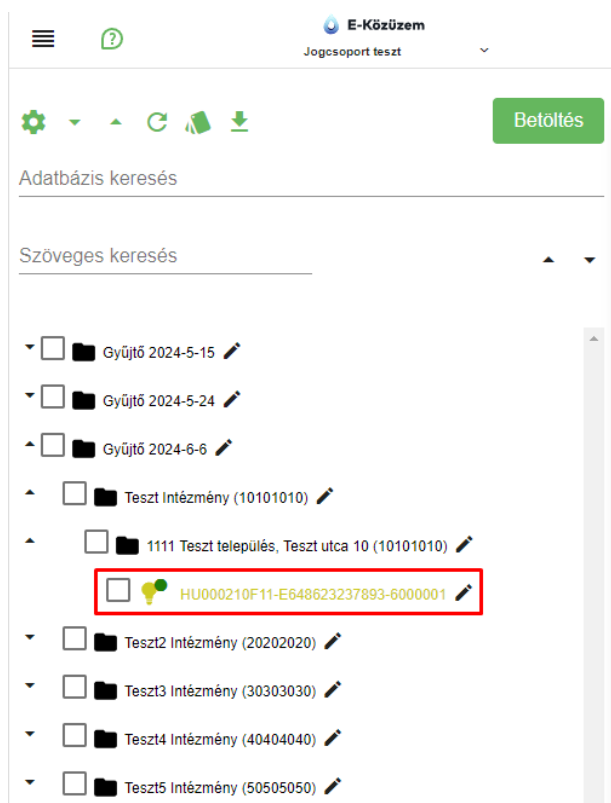 E-Közüzem
Jogcsoport teszt
Betöltés
Adatbázis keresés
Szöveges keresés
Gyűjtő 2024-5-15
Gyűjtő 2024-5-24
Gyűjtő 2024-6-6
Teszt Intézmény (10101010)
1111 Teszt település, Teszt utca 10 (10101010)
HU000210F11-E648623237893-6000001
Teszt2 Intézmény (20202020)
Teszt3 Intézmény (30303030)
Teszt4 Intézmény (40404040)
Teszt5 Intézmény (50505050)